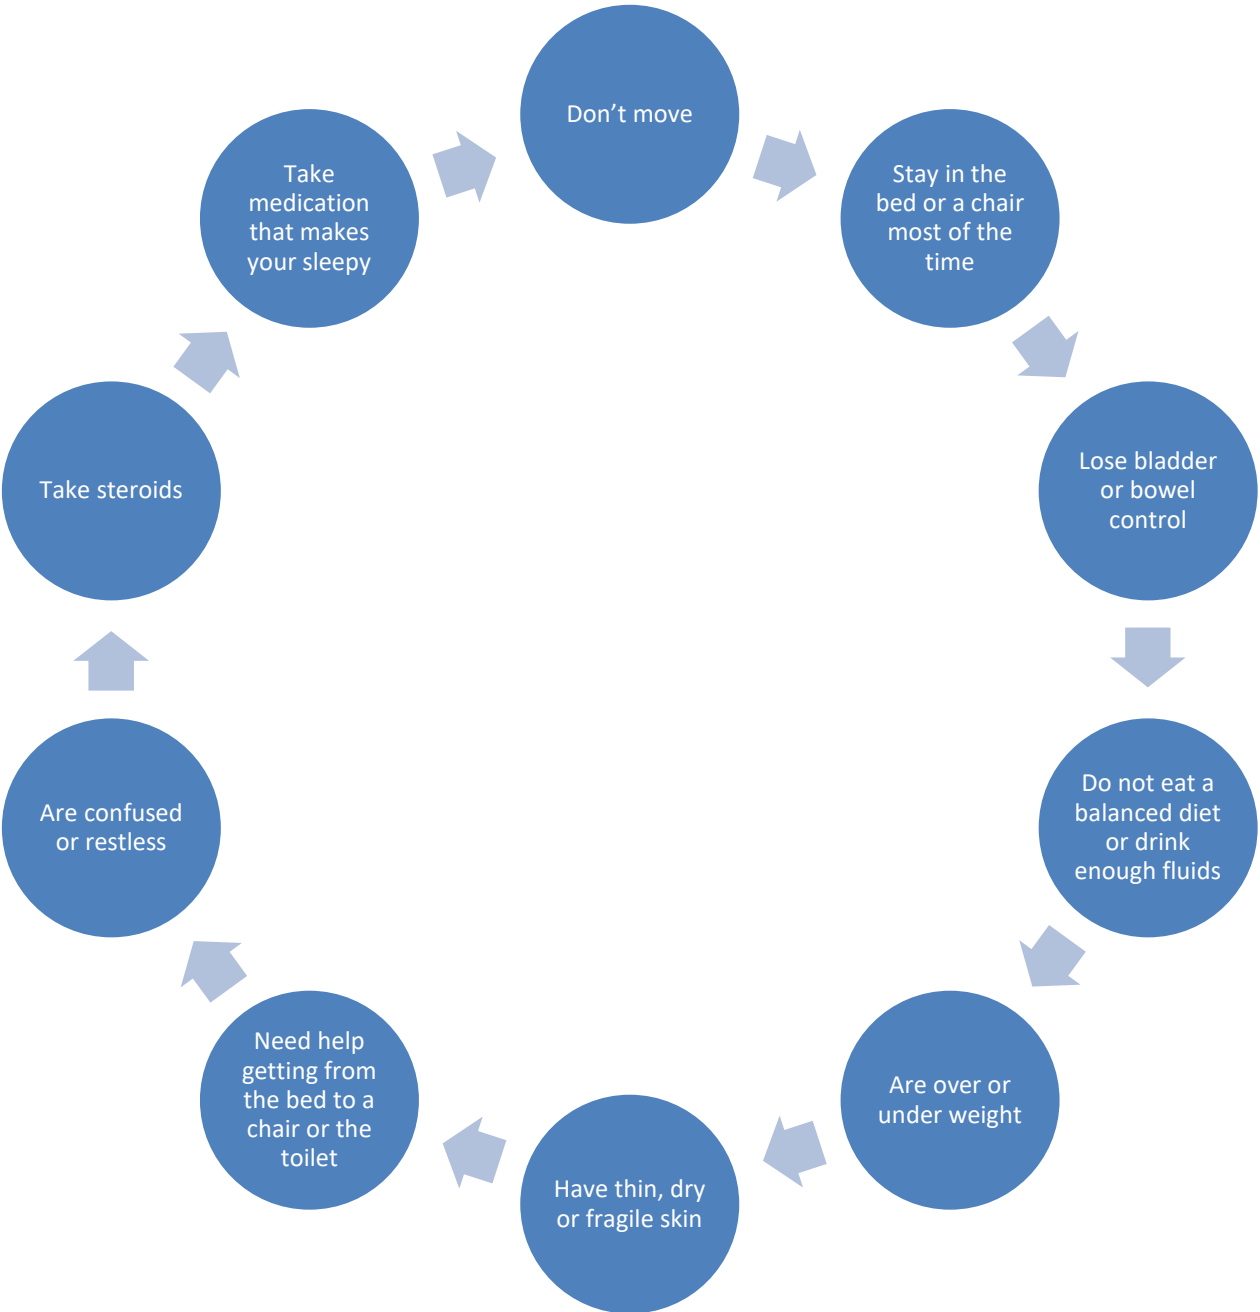 Don’t move
Stay in the
bed or a chair
most of the
time
Lose bladder
or bowel
control
Do not eat a
balanced diet
or drink
enough fluids
Are over or
under weight
Have thin, dry
or fragile skin
Need help
getting from
the bed to a
chair or the
toilet
Are confused
or restless
Take steroids
Take
medication
that makes
your sleepy